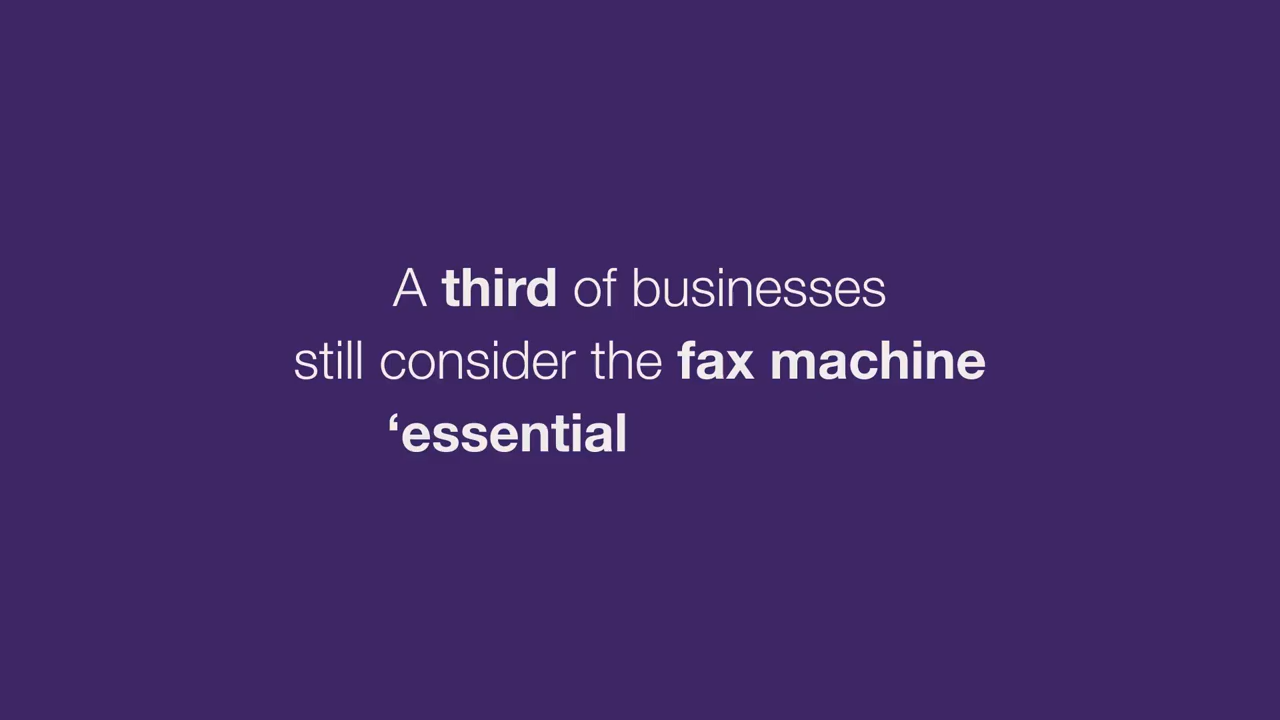 A third of businesses
still consider the fax machine
‘essential